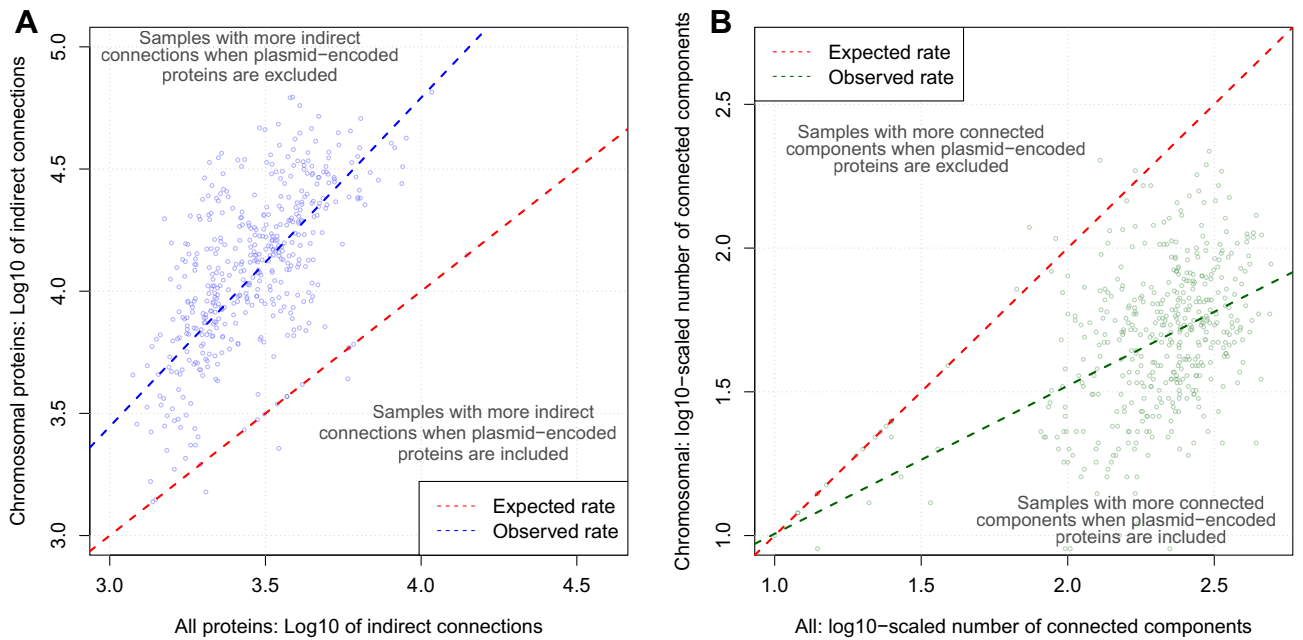 A
Samples with more indirect
connections when plasmid−encoded
proteins are excluded
Chromosomal proteins: Log10 of indirect connections
5.0
4.5
4.0
3.5
3.0
Samples with more indirect
connections when plasmid−encoded
proteins are included
Expected rate
Observed rate
3.0 3.5 4.0 4.5
All proteins: Log10 of indirect connections
B
Expected rate
Observed rate
Samples with more connected
components when plasmid−encoded
proteins are excluded
Chromosomal: log10−scaled number of connected components
2.5
2.0
1.5
1.0
Samples with more connected
components when plasmid−encoded
proteins are included
1.0 1.5 2.0 2.5
All: log10−scaled number of connected components